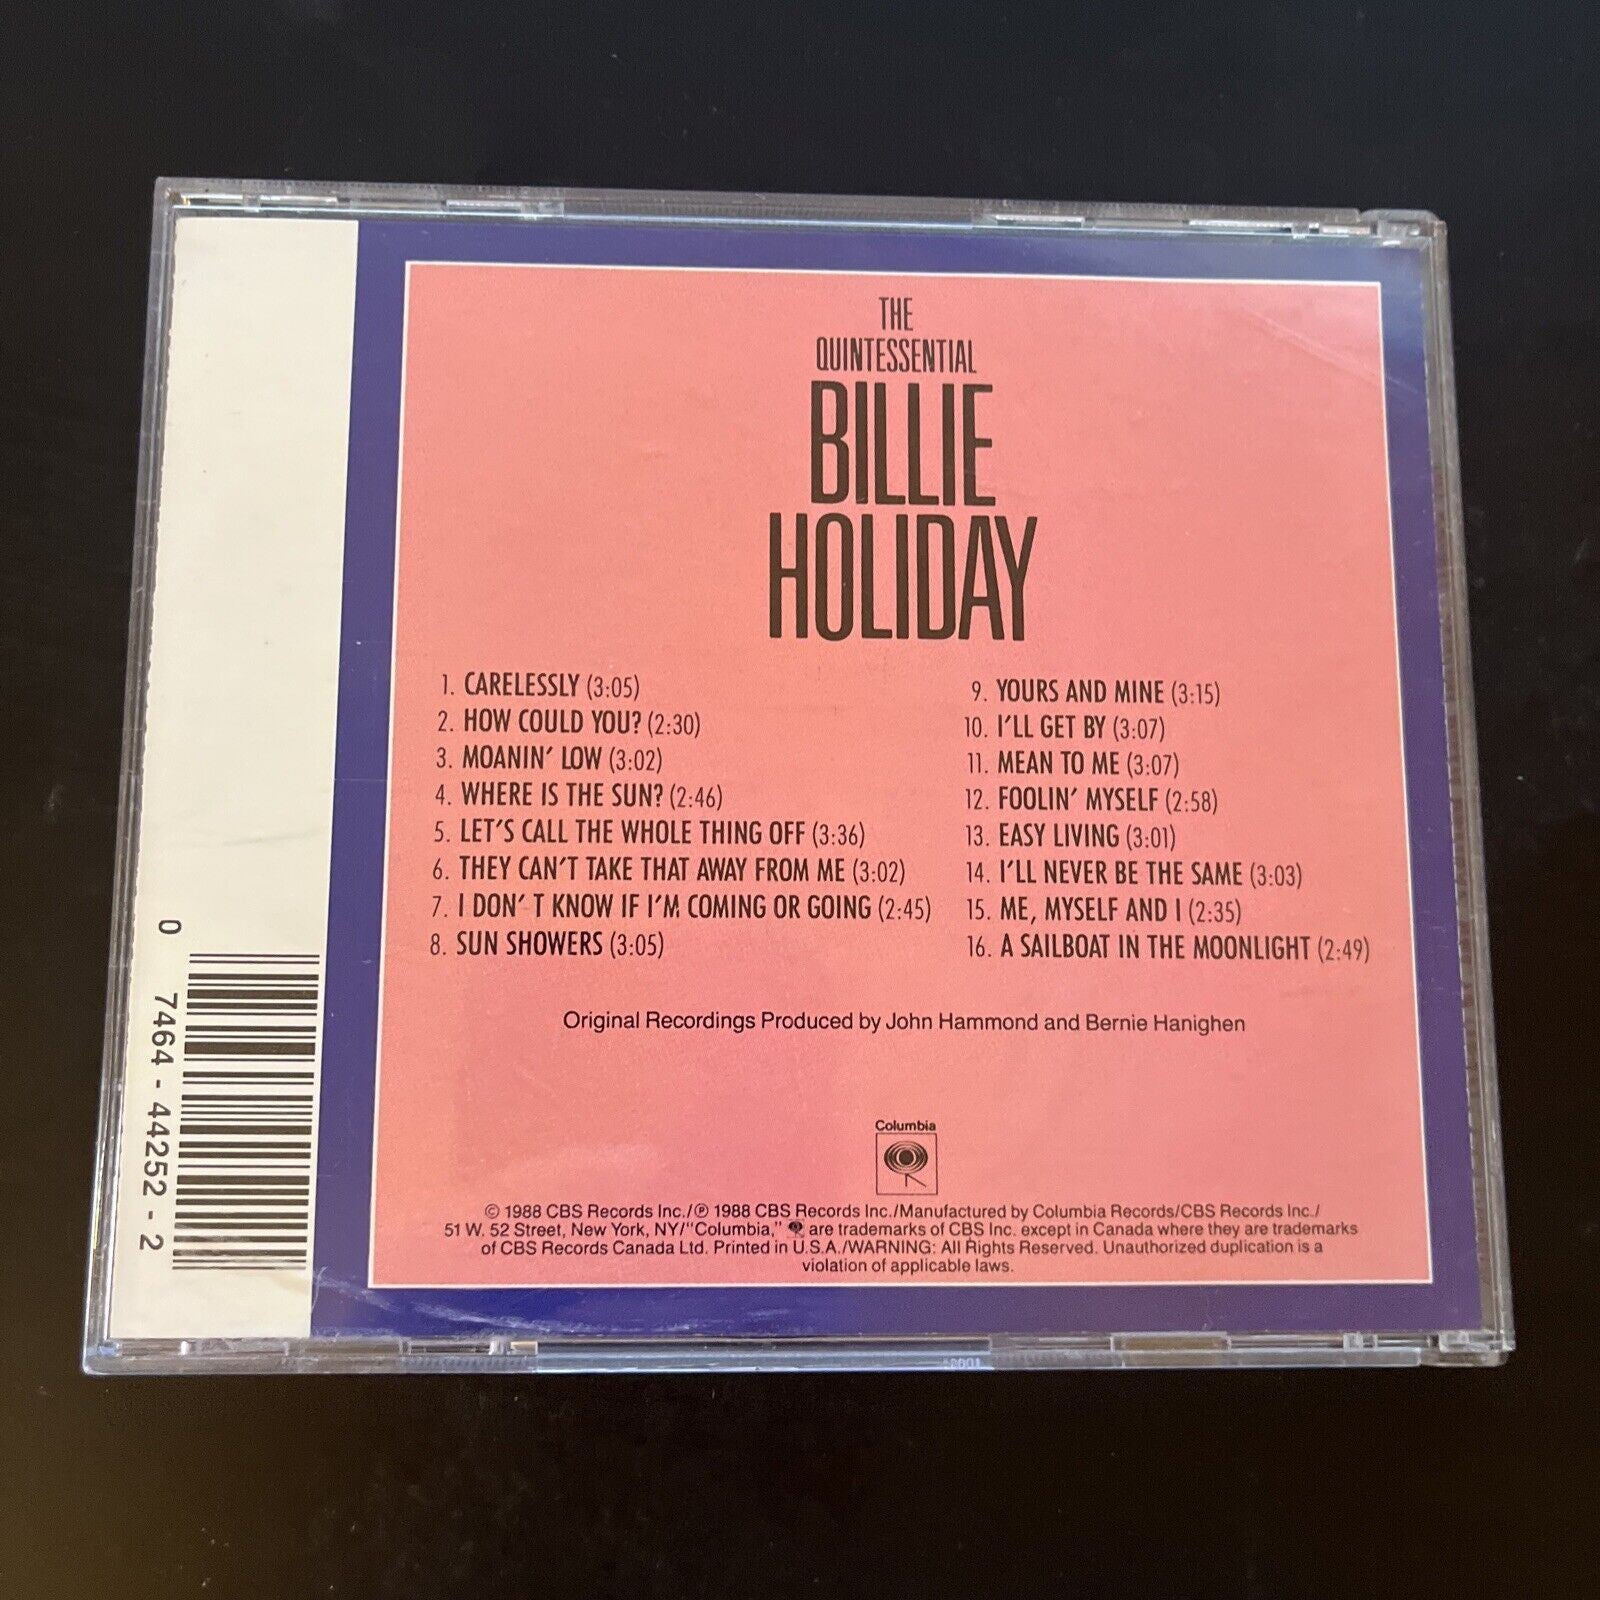 THE
QUINTESSENTIAL
BILLIE
HOLIDAY
1. CARELESSLY (3:05)
2. HOW COULD YOU? (2:30)
3. MOANIN' LOW (3:02)
4. WHERE IS THE SUN? (2:46)
5. LET'S CALL THE WHOLE THING OFF (3:36)
6. THEY CAN'T TAKE THAT AWAY FROM ME (3:02)
7. I DON' T KNOW IF I'M COMING OR GOING (2:45)
8. SUN SHOWERS (3:05)
9. YOURS AND MINE (3:15)
10. I'LL GET BY (3:07)
11. MEAN TO ME (3:07)
12. FOOLIN' MYSELF (2:58)
13. EASY LIVING (3:01)
14. I'LL NEVER BE THE SAME (3:03)
15. ME, MYSELF AND I (2:35)
16. A SAILBOAT IN THE MOONLIGHT (2:49)
Original Recordings Produced by John Hammond and Bernie Hanighen
Columbia
© 1988 CBS Records Inc./℗ 1988 CBS Records Inc./Manufactured by Columbia Records/CBS Records Inc./
51 W. 52 Street, New York, NY/"Columbia," are trademarks of CBS Inc. except in Canada where they are trademarks
of CBS Records Canada Ltd. Printed in U.S.A./WARNING: All Rights Reserved. Unauthorized duplication is a
violation of applicable laws.
0 7464 - 44252 - 2